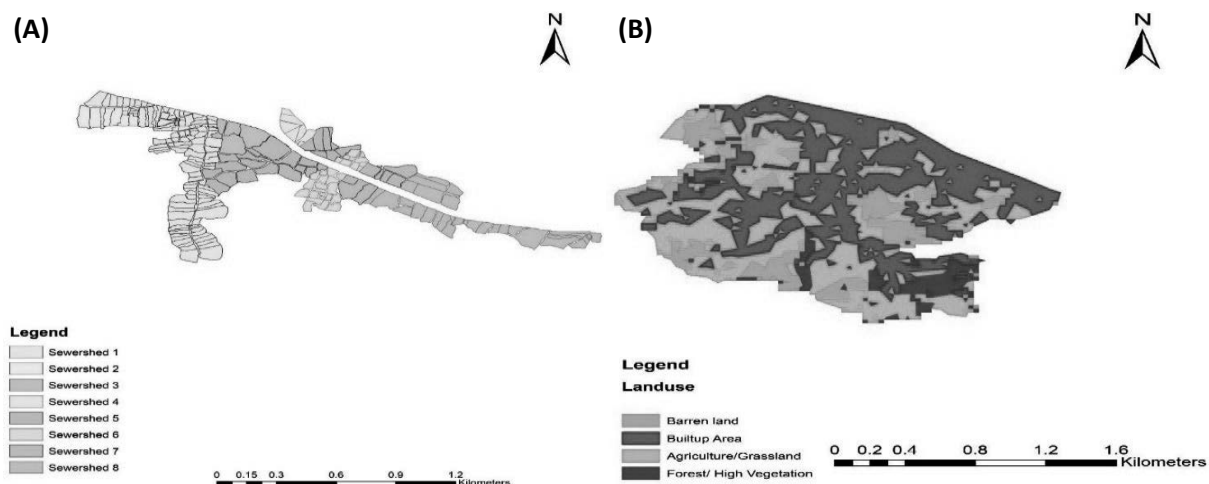 (A)
N
Legend
Sewershed 1
Sewershed 2
Sewershed 3
Sewershed 4
Sewershed 5
Sewershed 6
Sewershed 7
Sewershed 8
0 0.15 0.3 0.6 0.9 1.2
Kilometers
(B)
N
Legend
Landuse
Barren land
Builtup Area
Agriculture/Grassland
Forest/ High Vegetation
0 0.2 0.4 0.8 1.2 1.6
Kilometers